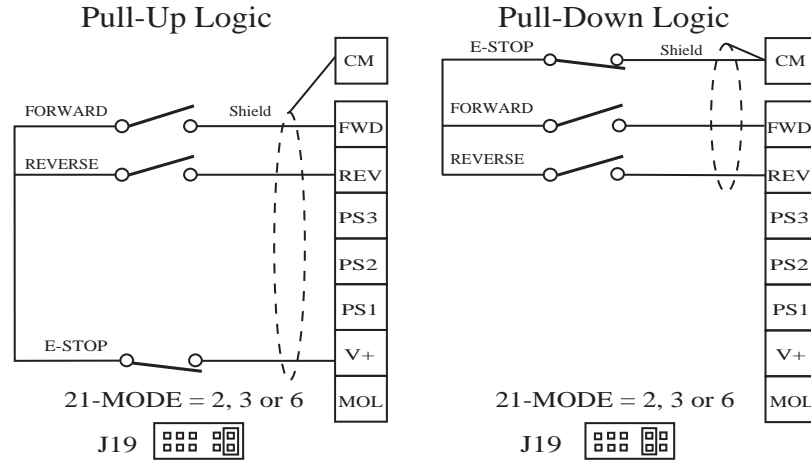 Pull-Up Logic
CM
FORWARD
Shield
FWD
REVERSE
REV
PS3
PS2
PS1
E-STOP
V+
21-MODE = 2, 3 or 6
MOL
J19
Pull-Down Logic
E-STOP
Shield
CM
FORWARD
FWD
REVERSE
REV
PS3
PS2
PS1
V+
21-MODE = 2, 3 or 6
MOL
J19